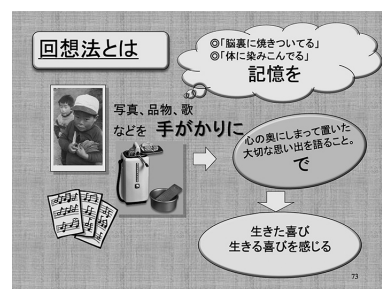 回想法とは
◎「脳裏に焼きついてる」
◎「体に染みこんでる」
記憶を
写真、品物、歌
などを 手がかりに
心の奥にしまって置いた
大切な思い出を語ること。
で
生きた喜び
生きる喜びを感じる
73